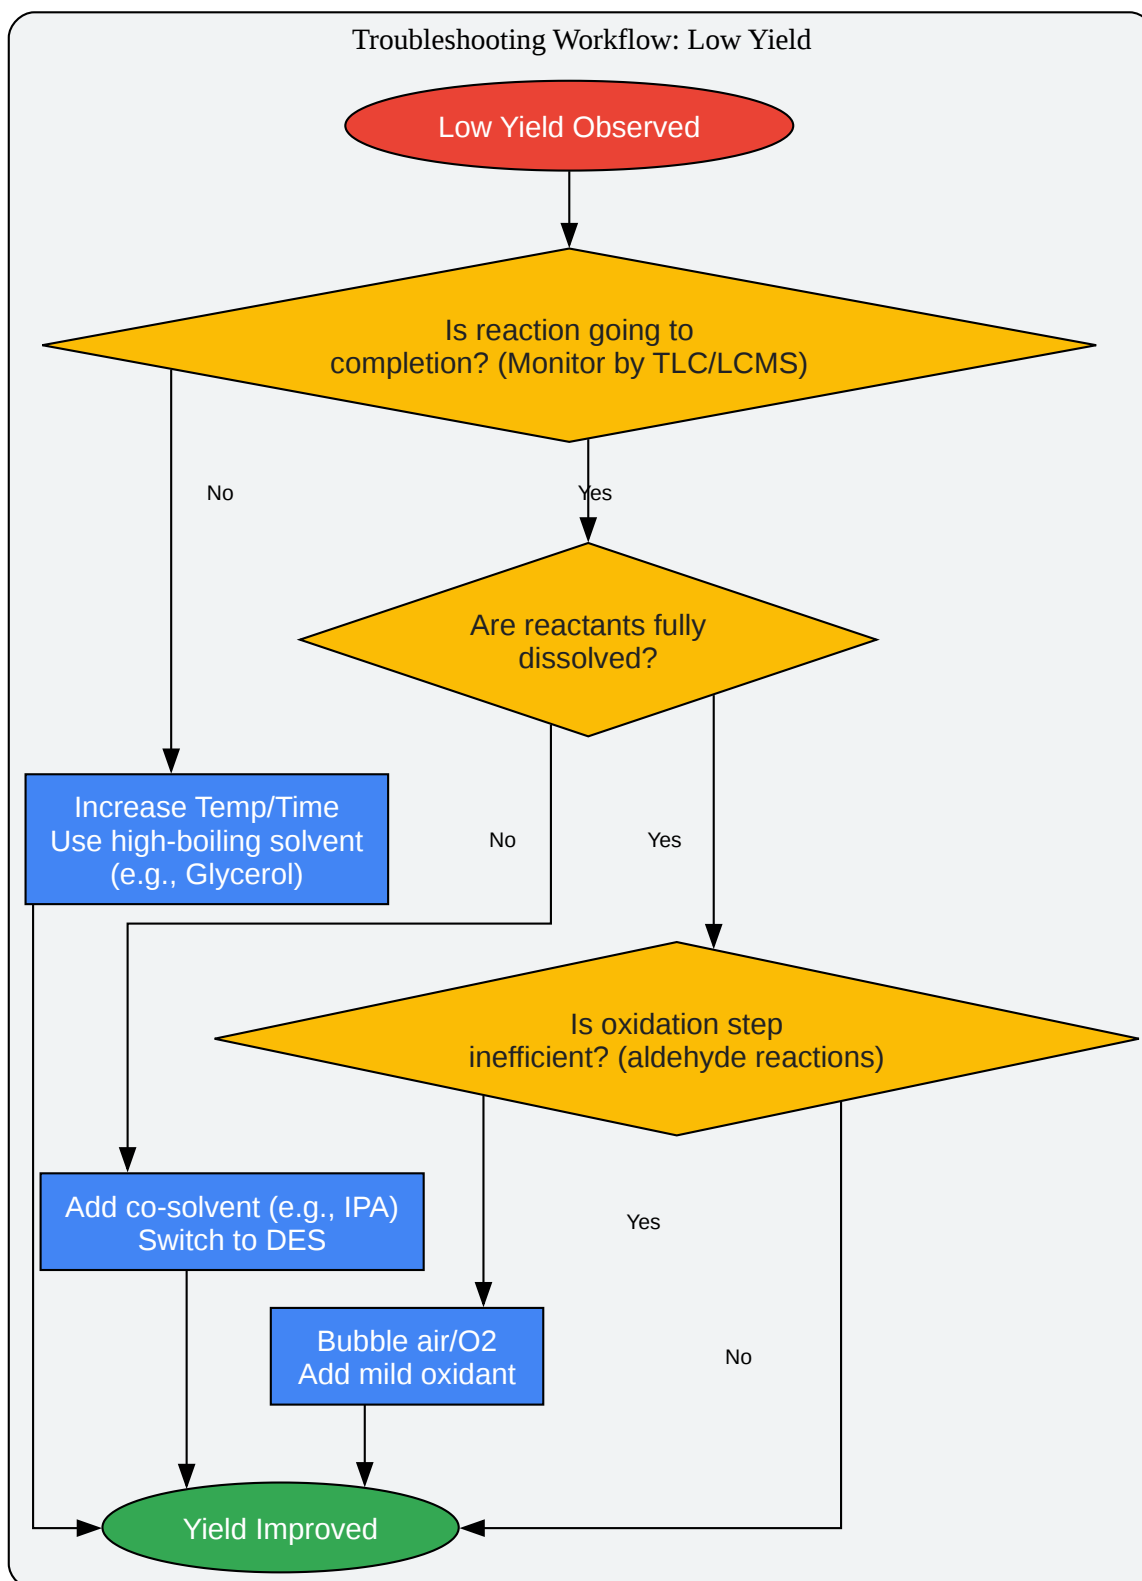 Troubleshooting Workflow: Low Yield
Low Yield Observed
Is reaction going to
completion? (Monitor by TLC/LCMS)
No
Yes
Are reactants fully
dissolved?
Increase Temp/Time
Use high-boiling solvent
(e.g., Glycerol)
No
Yes
Is oxidation step
inefficient? (aldehyde reactions)
Add co-solvent (e.g., IPA)
Switch to DES
Yes
Bubble air/O2
Add mild oxidant
No
Yield Improved